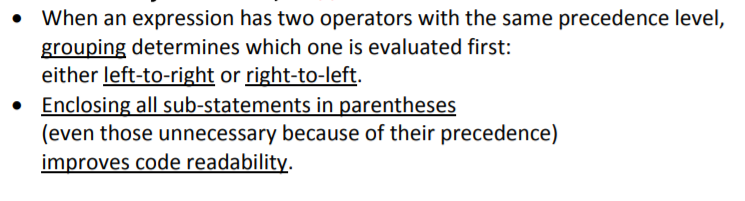 • When an expression has two operators with the same precedence level,
grouping determines which one is evaluated first:
either left-to-right or right-to-left.
• Enclosing all sub-statements in parentheses
(even those unnecessary because of their precedence)
improves code readability.